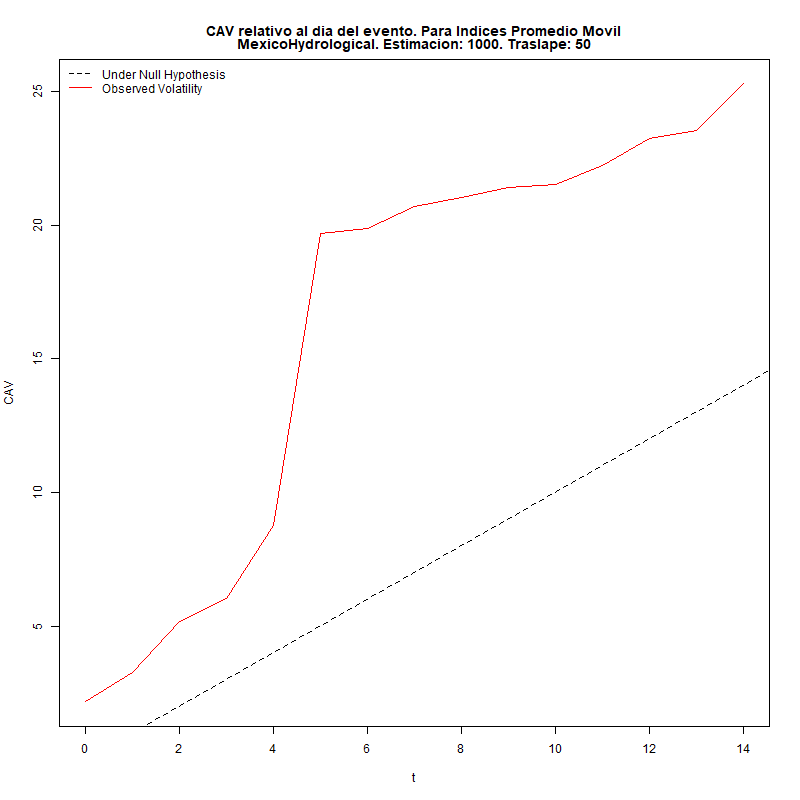 CAV relativo al dia del evento. Para Indices Promedio Movil
MexicoHydrological. Estimacion: 1000. Traslape: 50
Under Null Hypothesis
Observed Volatility
25
20
15
10
5
CAV
0 2 4 6 8 10 12 14
t